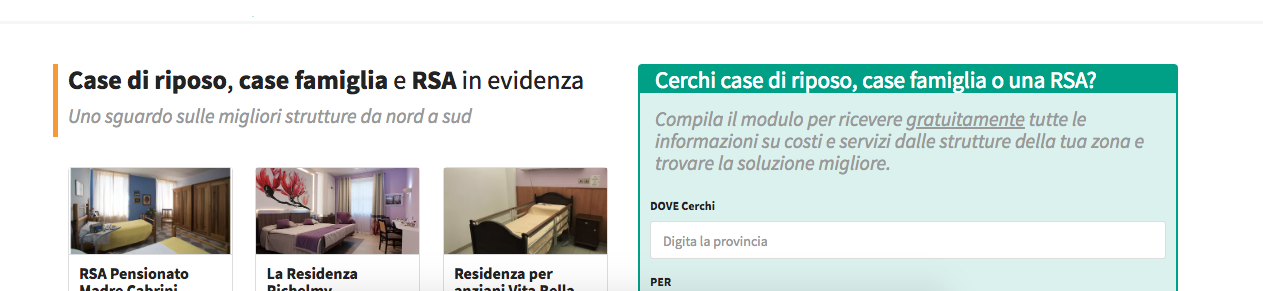 Case di riposo, case famiglia e RSA in evidenza
Uno sguardo sulle migliori strutture da nord a sud
RSA Pensionato
Madre Cabrini
La Residenza
Richelmy
Residenza per
anziani Vita Bella
Cerchi case di riposo, case famiglia o una RSA?
Compila il modulo per ricevere gratuitamente tutte le
informazioni su costi e servizi dalle strutture della tua zona e
trovare la soluzione migliore.
DOVE Cerchi
Digita la provincia
PER